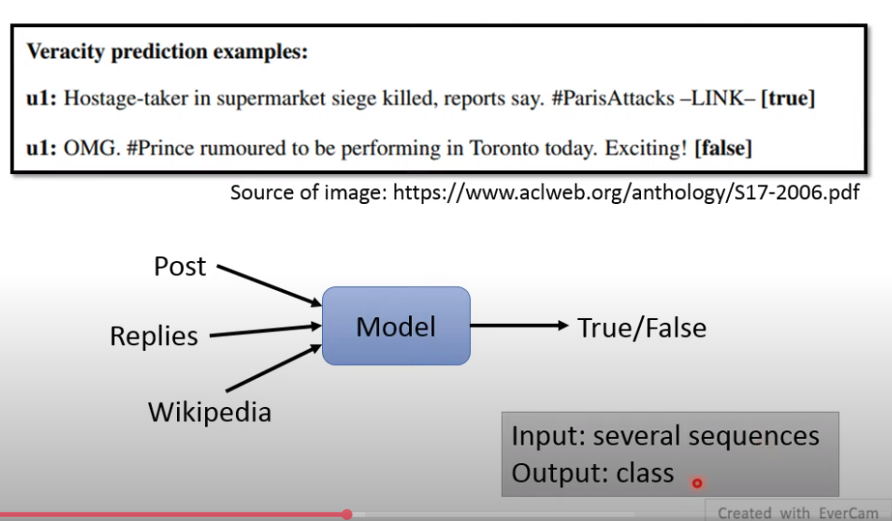 Veracity prediction examples:
u1: Hostage-taker in supermarket siege killed, reports say. #ParisAttacks –LINK– [true]
u1: OMG. #Prince rumoured to be performing in Toronto today. Exciting! [false]
Source of image: https://www.aclweb.org/anthology/S17-2006.pdf
Post
Replies
Model
True/False
Wikipedia
Input: several sequences
Output: class
Created with EverCam